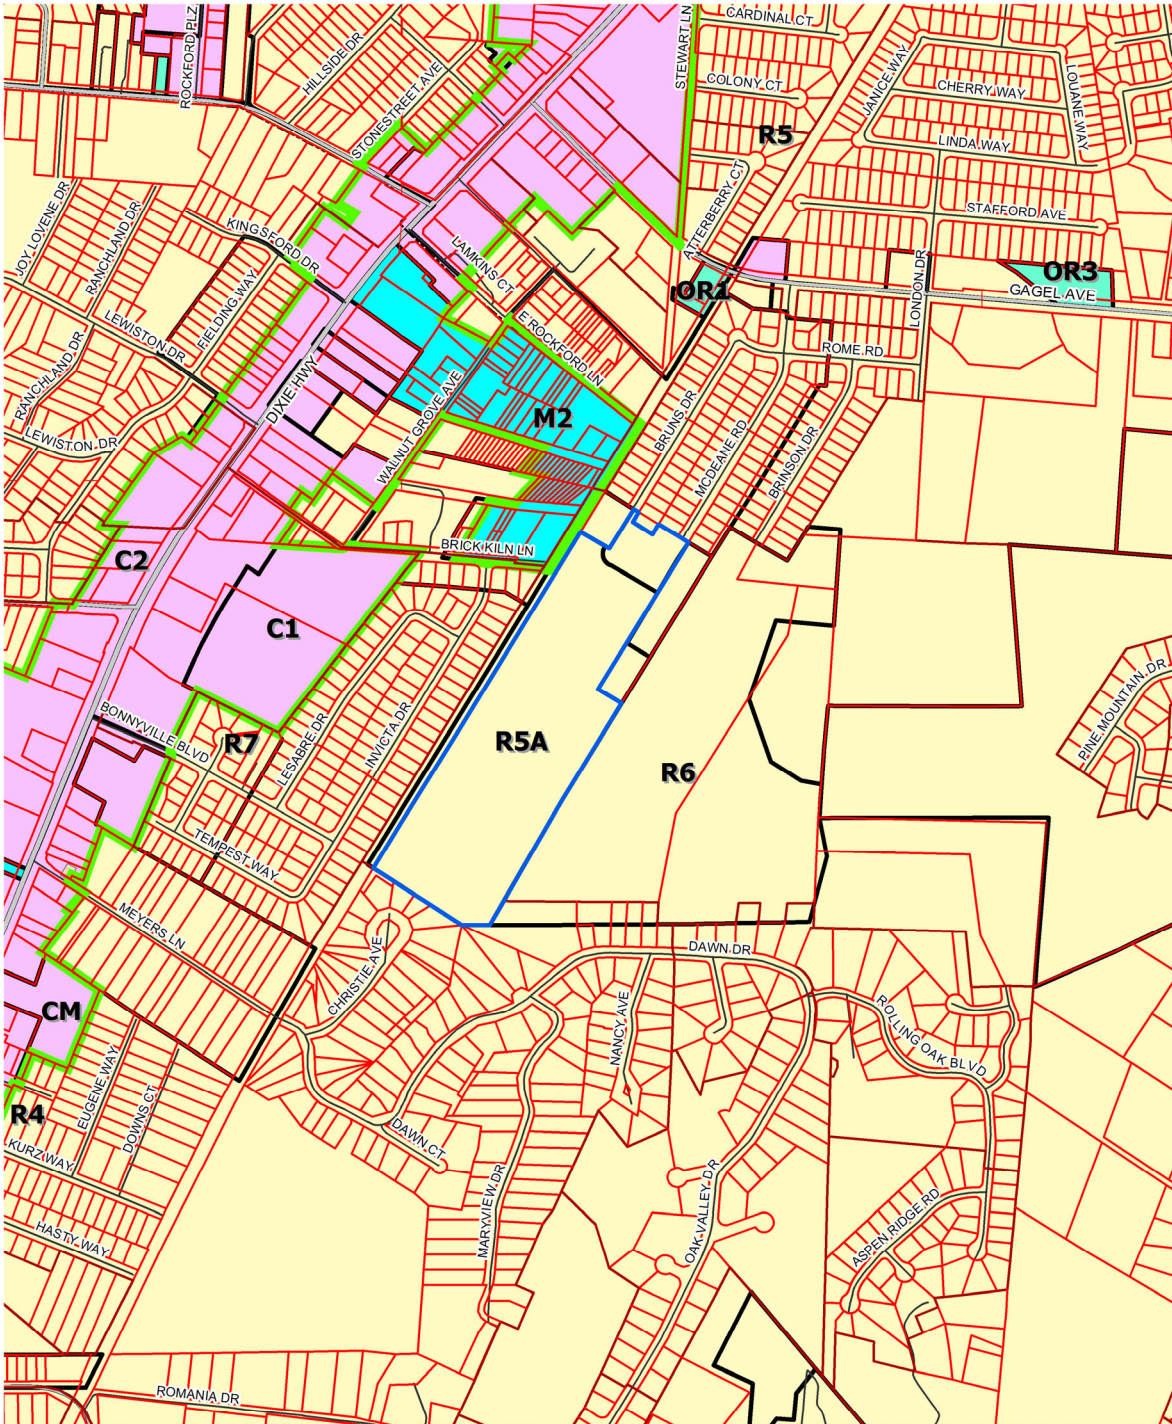 CARDINAL CT
ROCKFORD PLZ
HILLSIDE DR
STEWART LN
JANICE WAY
LOUANE WAY
STONESTREET AVE
COLONY CT
CHERRY WAY
R5
LINDA WAY
ATTERBERRY CT
JOY LOVENE DR
RANCHLAND DR
KINGSFORD DR
STAFFORD AVE
LAMKINS CT
LONDON DR
OR1
OR3
GAGEL AVE
FIELDING WAY
LEWISTON DR
E ROCKFORD LN
ROME RD
RANCHLAND DR
DIXIE HWY
WALNUT GROVE AVE
M2
BRUNS DR
MCDEANE RD
BRINSON DR
LEWISTON DR
BRICK KILN LN
C2
C1
PINE MOUNTAIN DR
BONNYVILLE BLVD
R7
LESABRE DR
INVICTA DR
R5A
R6
TEMPEST WAY
MEYERS LN
CHRISTIE AVE
DAWN DR
CM
NANCY AVE
ROLLING OAK BLVD
R4
EUGENE WAY
DOWNS CT
DAWN CT
KURZ WAY
MARYVIEW DR
OAK VALLEY DR
ASPEN RIDGE RD
HASTY WAY
ROMANIA DR